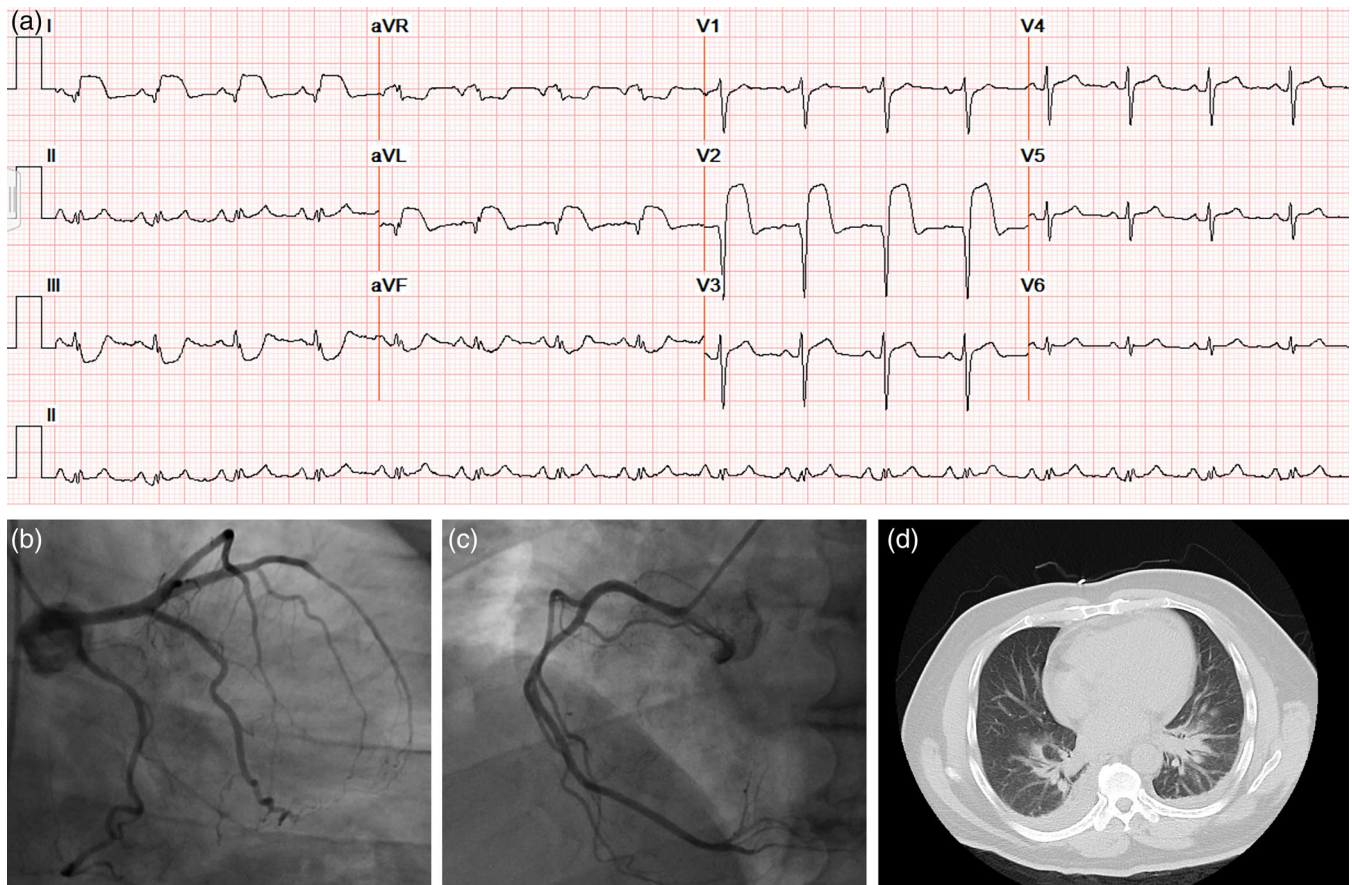 (a)
I aVR V1 V4
II aVL V2 V5
III aVF V3 V6
II
(b) (c) (d)